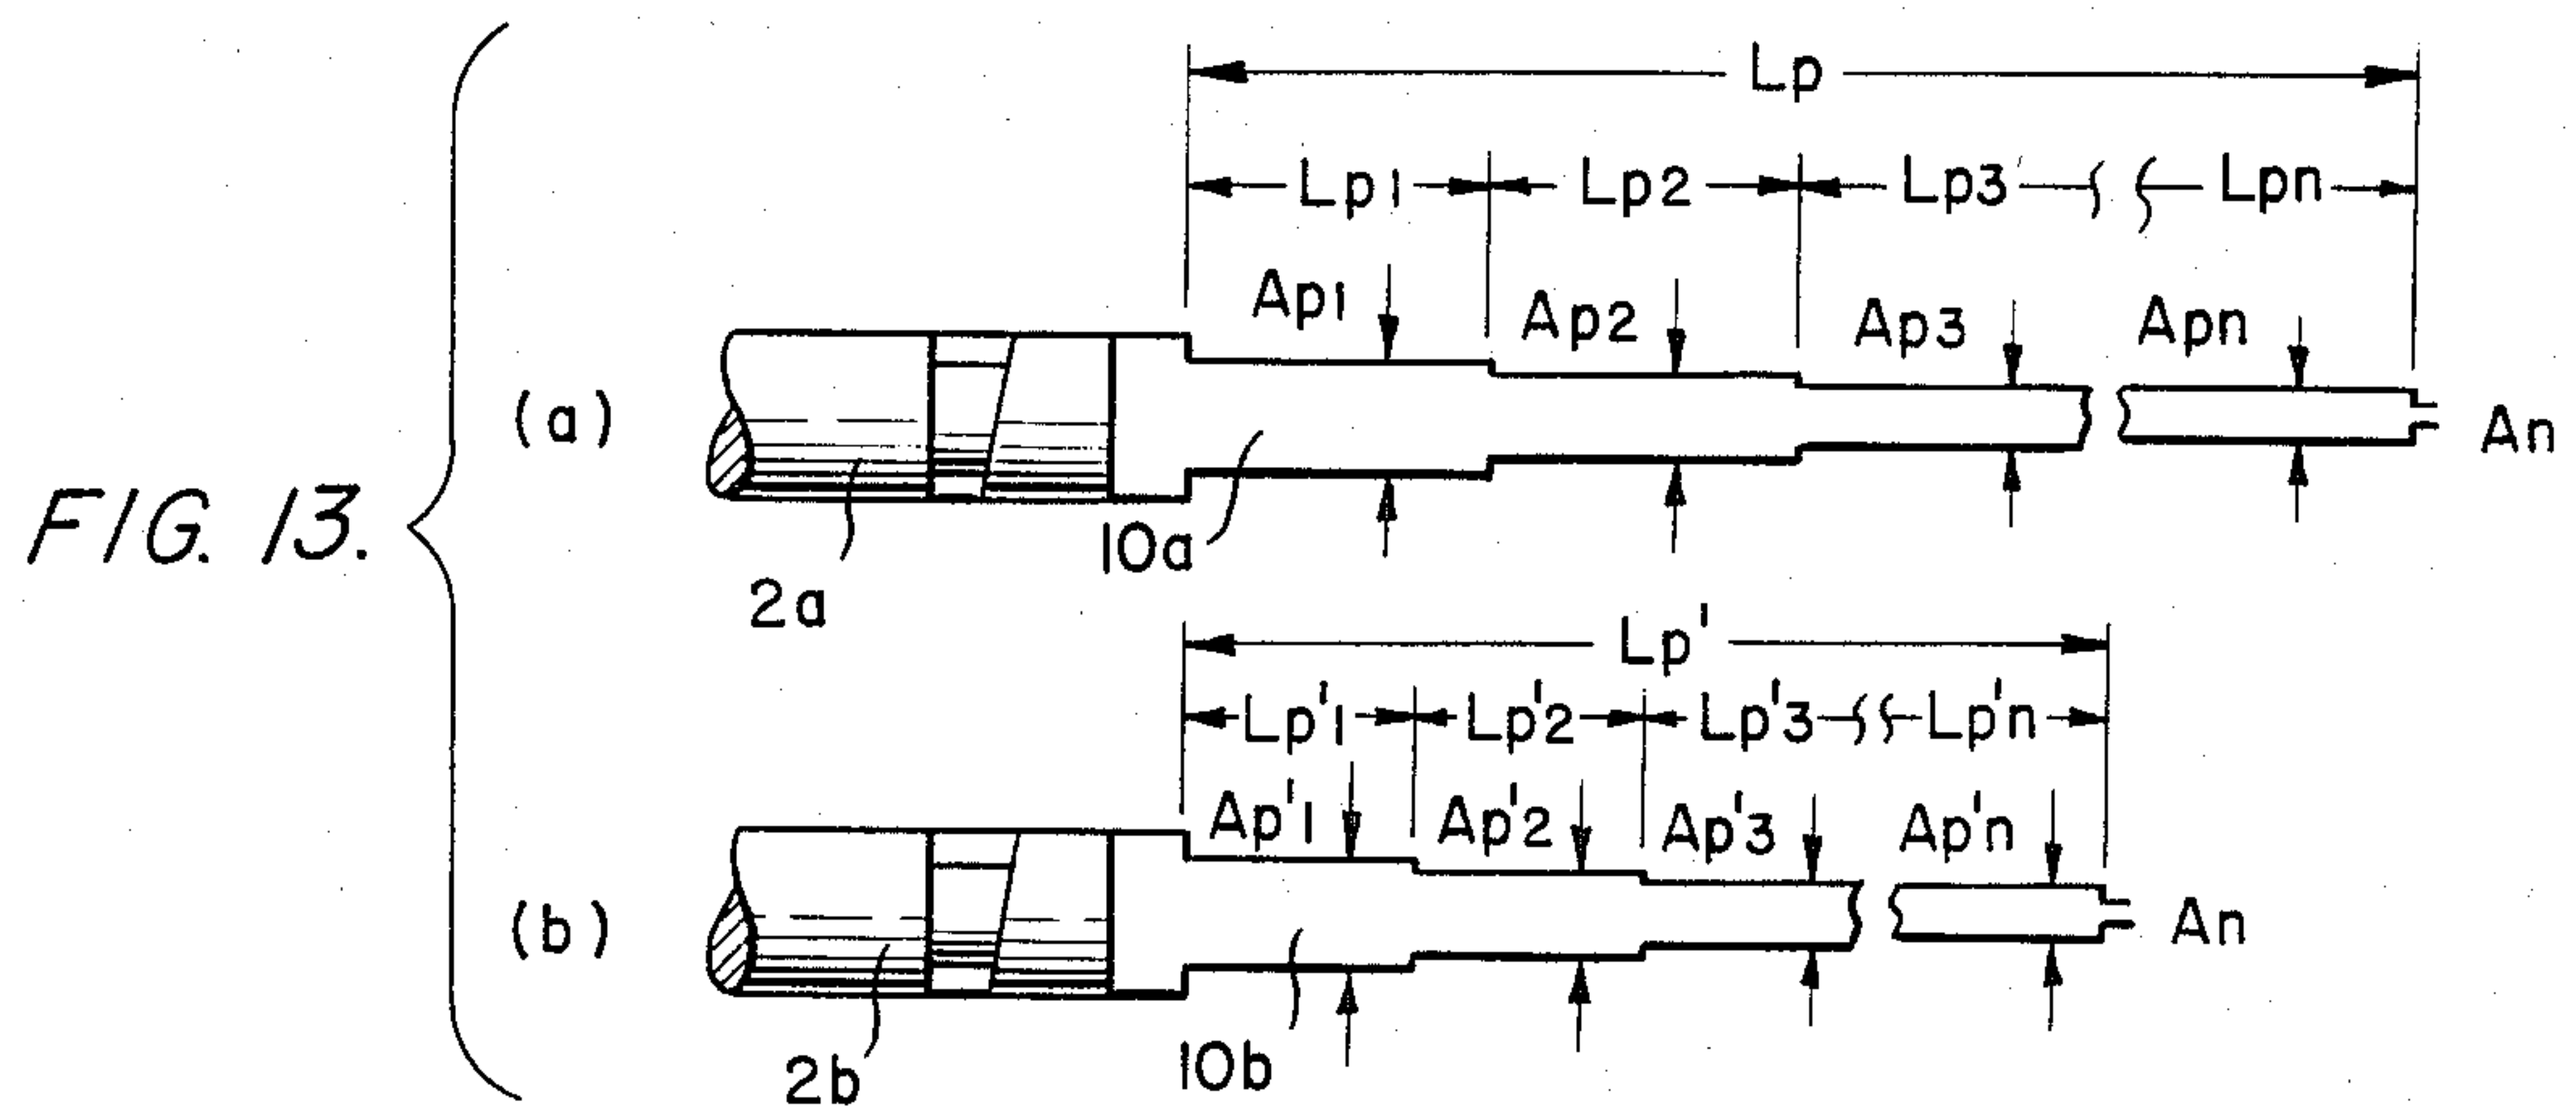 FIG. 13.
(a)
Lp
Lp1 Lp2 Lp3 Lpn
Ap1 Ap2 Ap3 Apn
An
10a
2a
(b)
Lp'
Lp'1 Lp'2 Lp'3 Lp'n
Ap'1 Ap'2 Ap'3 Ap'n
An
10b
2b